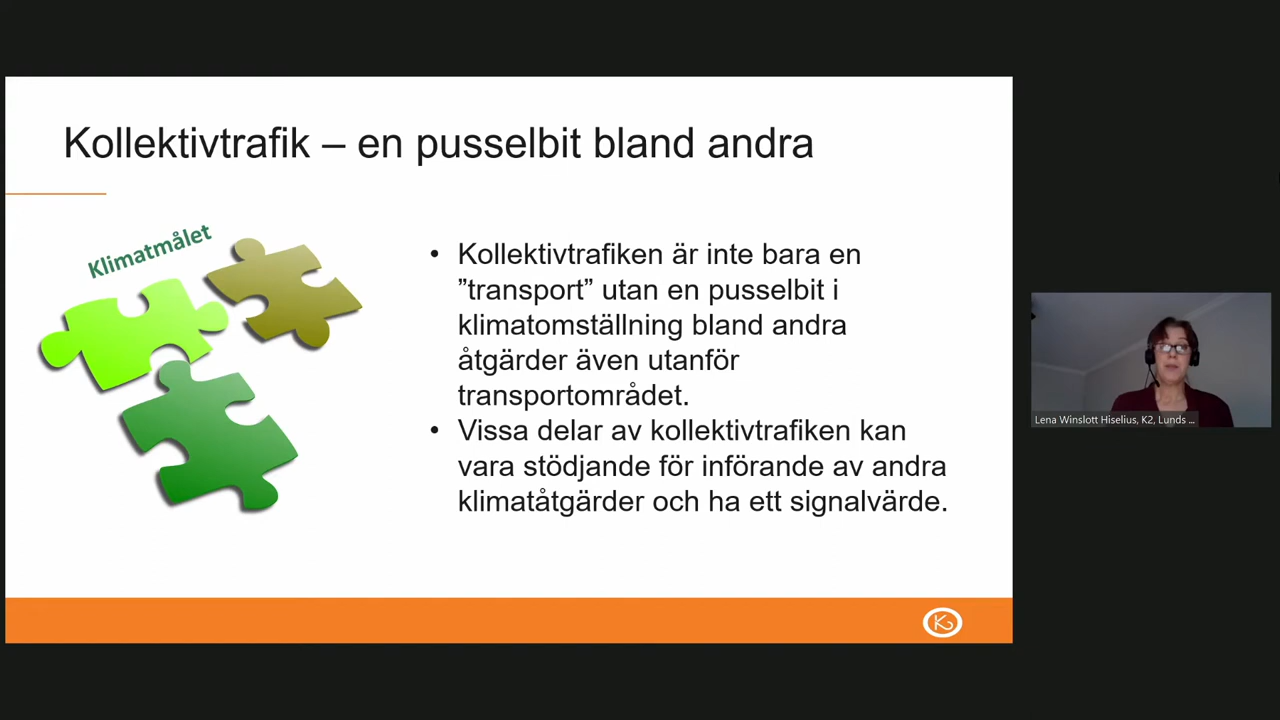 Kollektivtrafik – en pusselbit bland andra
Klimatmålet
• Kollektivtrafiken är inte bara en
”transport” utan en pusselbit i
klimatomställning bland andra
åtgärder även utanför
transportområdet.
• Vissa delar av kollektivtrafiken kan
vara stödjande för införande av andra
klimatåtgärder och ha ett signalvärde.
Lena Winslott Hiselius, K2, Lunds ...
K2